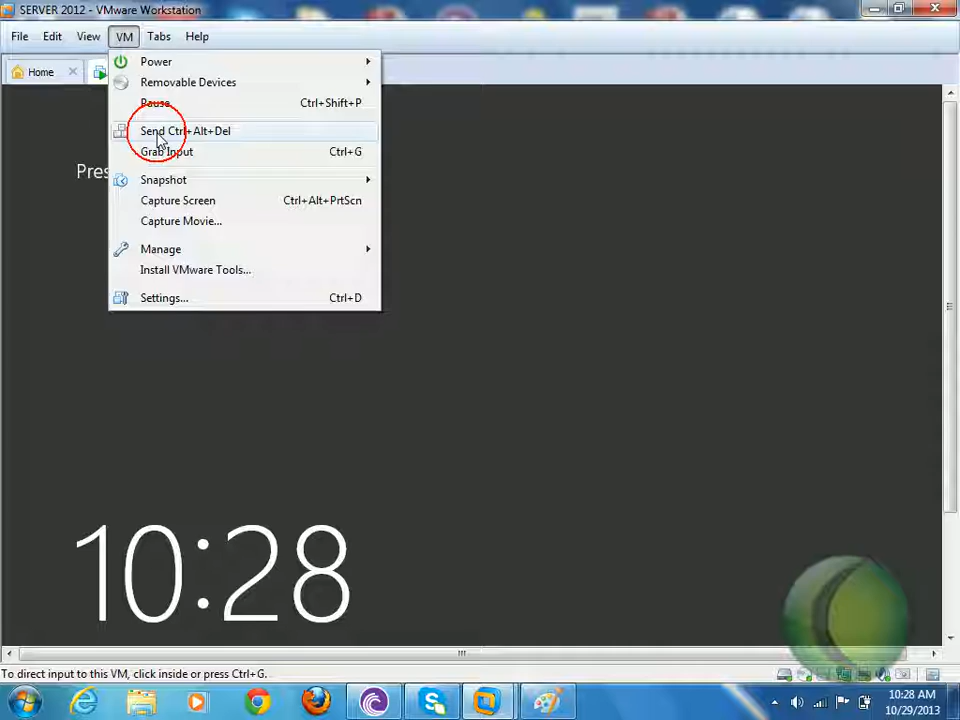 SERVER 2012 - VMware Workstation
File Edit View VM Tabs Help
Home
Power
Removable Devices
Pause Ctrl+Shift+P
Send Ctrl+Alt+Del
Grab Input Ctrl+G
Snapshot
Capture Screen Ctrl+Alt+PrtScn
Capture Movie...
Manage
Install VMware Tools...
Settings... Ctrl+D
Pres
10:28
To direct input to this VM, click inside or press Ctrl+G.
10:28 AM
10/29/2013